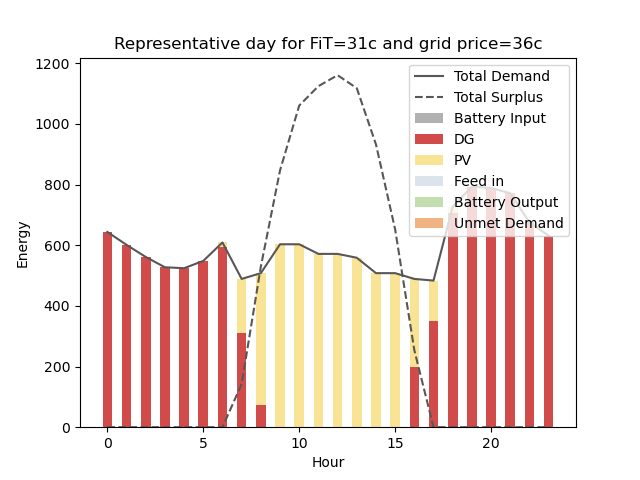 Representative day for FiT=31c and grid price=36c
1200
1000
800
600
400
200
0
Energy
0
5
10
15
20
Hour
Total Demand
Total Surplus
Battery Input
DG
PV
Feed in
Battery Output
Unmet Demand